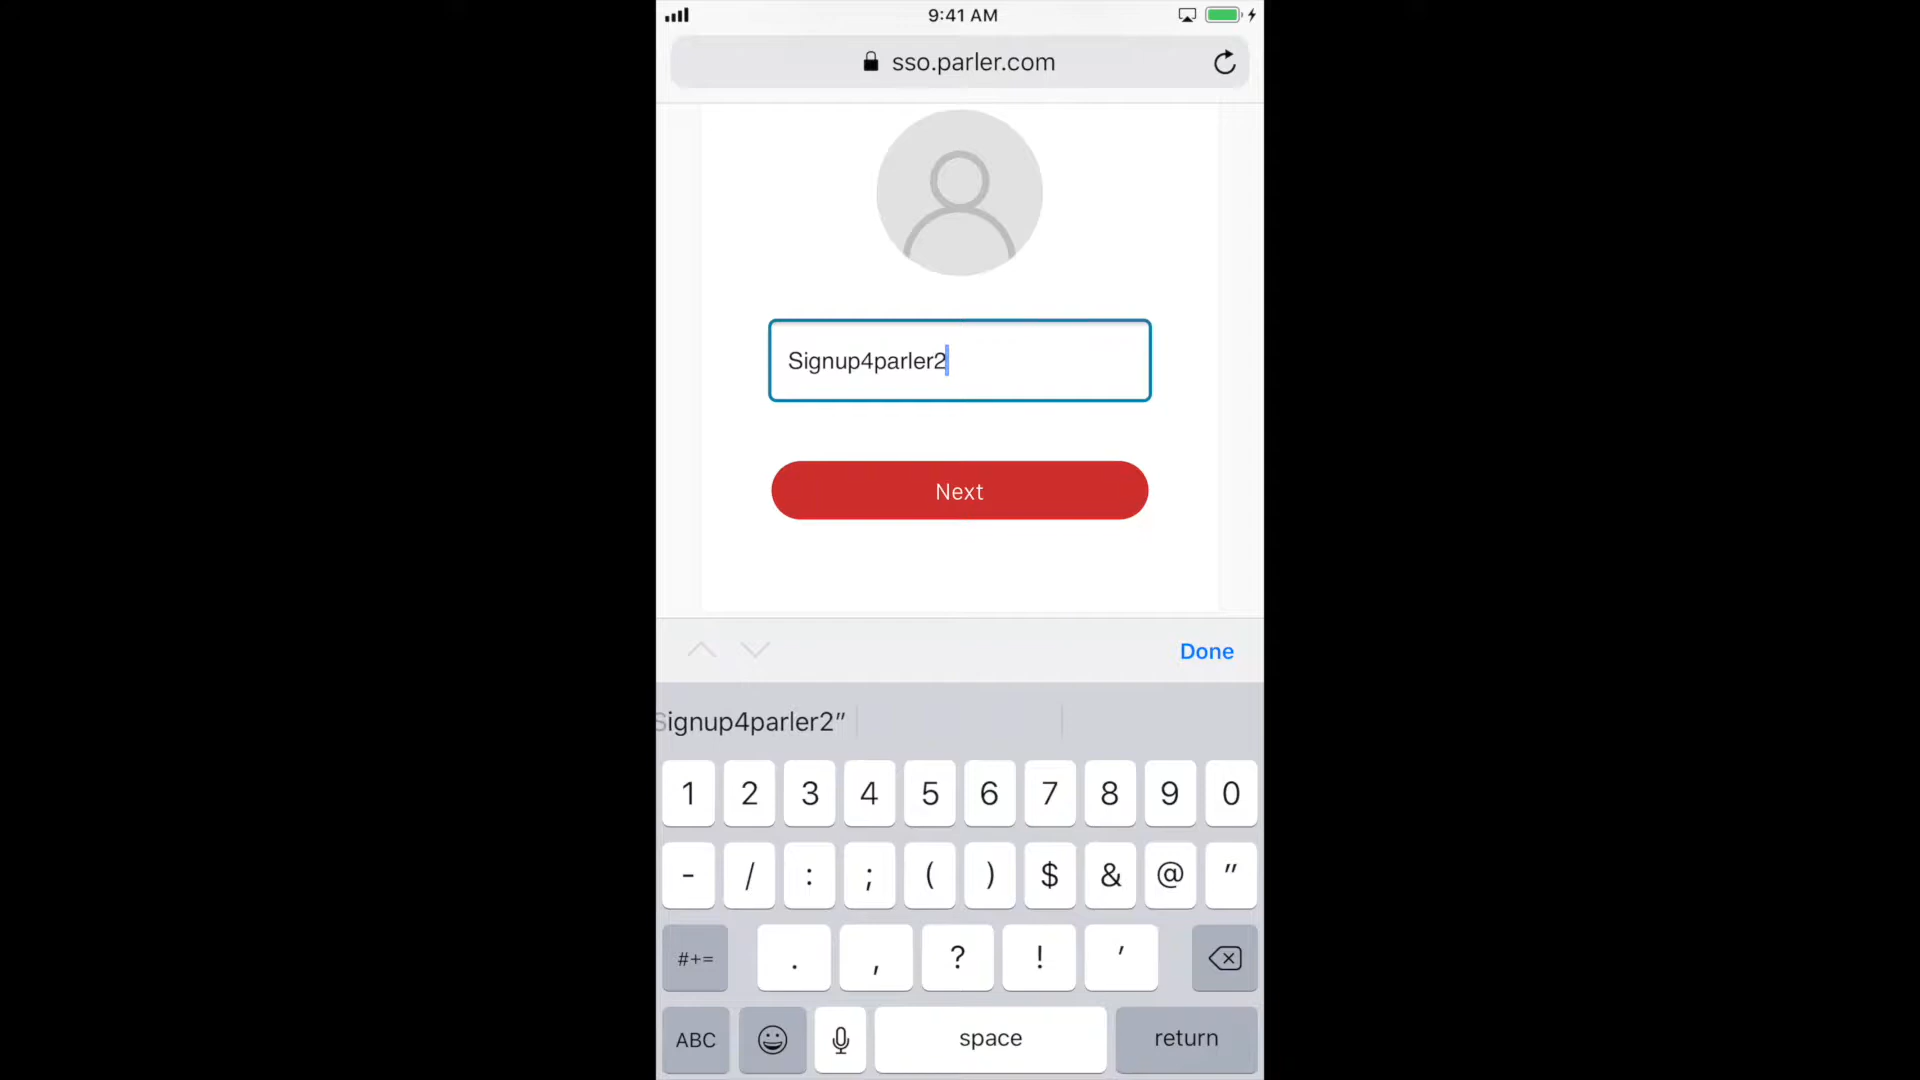 9:41 AM
sso.parler.com
Signup4parler2
Next
Done
Signup4parler2”
1 2 3 4 5 6 7 8 9 0
- / : ; ( ) $ & @ "
#+= . , ? ! ’
ABC space return